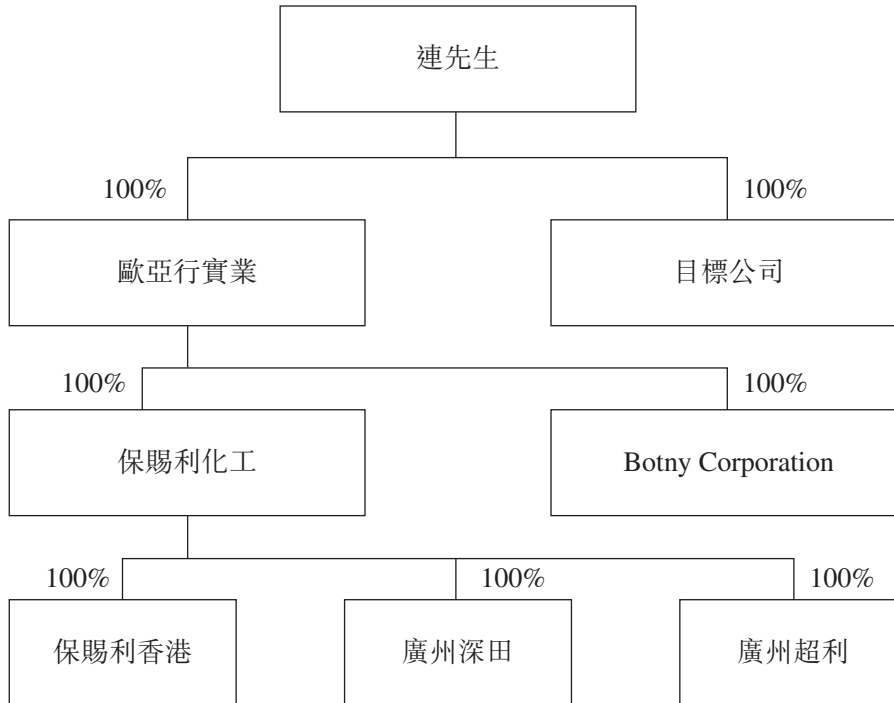 連先生
100%
100%
歐亞行實業
目標公司
100%
100%
保賜利化工
Botny Corporation
100%
100%
100%
保賜利香港
廣州深田
廣州超利